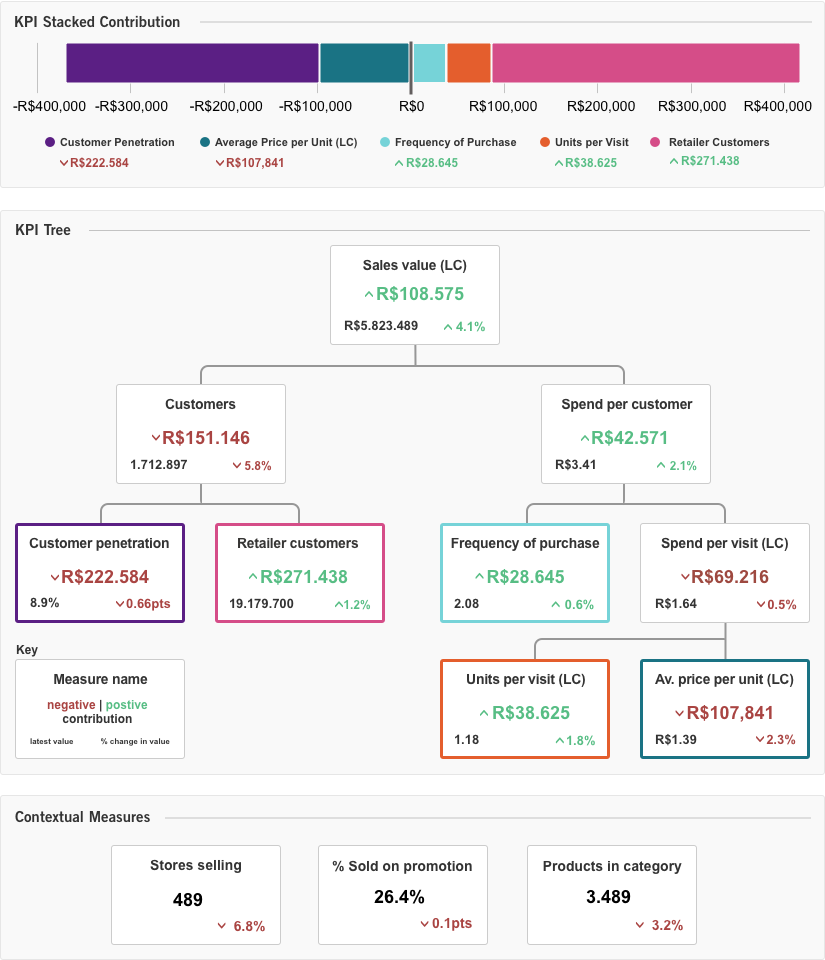 KPI Stacked Contribution
-R$400,000 -R$300,000 -R$200,000 -R$100,000 R$0 R$100,000 R$200,000 R$300,000 R$400,000
Customer Penetration Average Price per Unit (LC) Frequency of Purchase Units per Visit Retailer Customers
R$222.584 R$107,841 R$28.645 R$38.625 R$271.438
KPI Tree
Sales value (LC)
R$108.575
R$5.823.489 4.1%
Customers
R$151.146
1.712.897 5.8%
Spend per customer
R$42.571
R$3.41 2.1%
Customer penetration
R$222.584
8.9% 0.66pts
Retailer customers
R$271.438
19.179.700 1.2%
Frequency of purchase
R$28.645
2.08 0.6%
Spend per visit (LC)
R$69.216
R$1.64 0.5%
Key
Measure name
negative | postive
contribution
latest value % change in value
Units per visit (LC)
R$38.625
1.18 1.8%
Av. price per unit (LC)
R$107,841
R$1.39 2.3%
Contextual Measures
Stores selling
489
6.8%
% Sold on promotion
26.4%
0.1pts
Products in category
3.489
3.2%